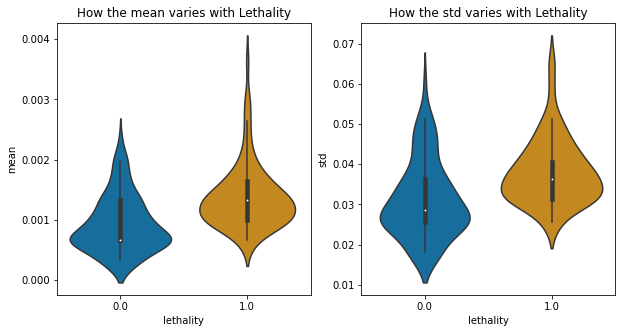 How the mean varies with Lethality
mean
0.004
0.003
0.002
0.001
0.000
0.0
1.0
lethality
How the std varies with Lethality
std
0.07
0.06
0.05
0.04
0.03
0.02
0.01
0.0
1.0
lethality